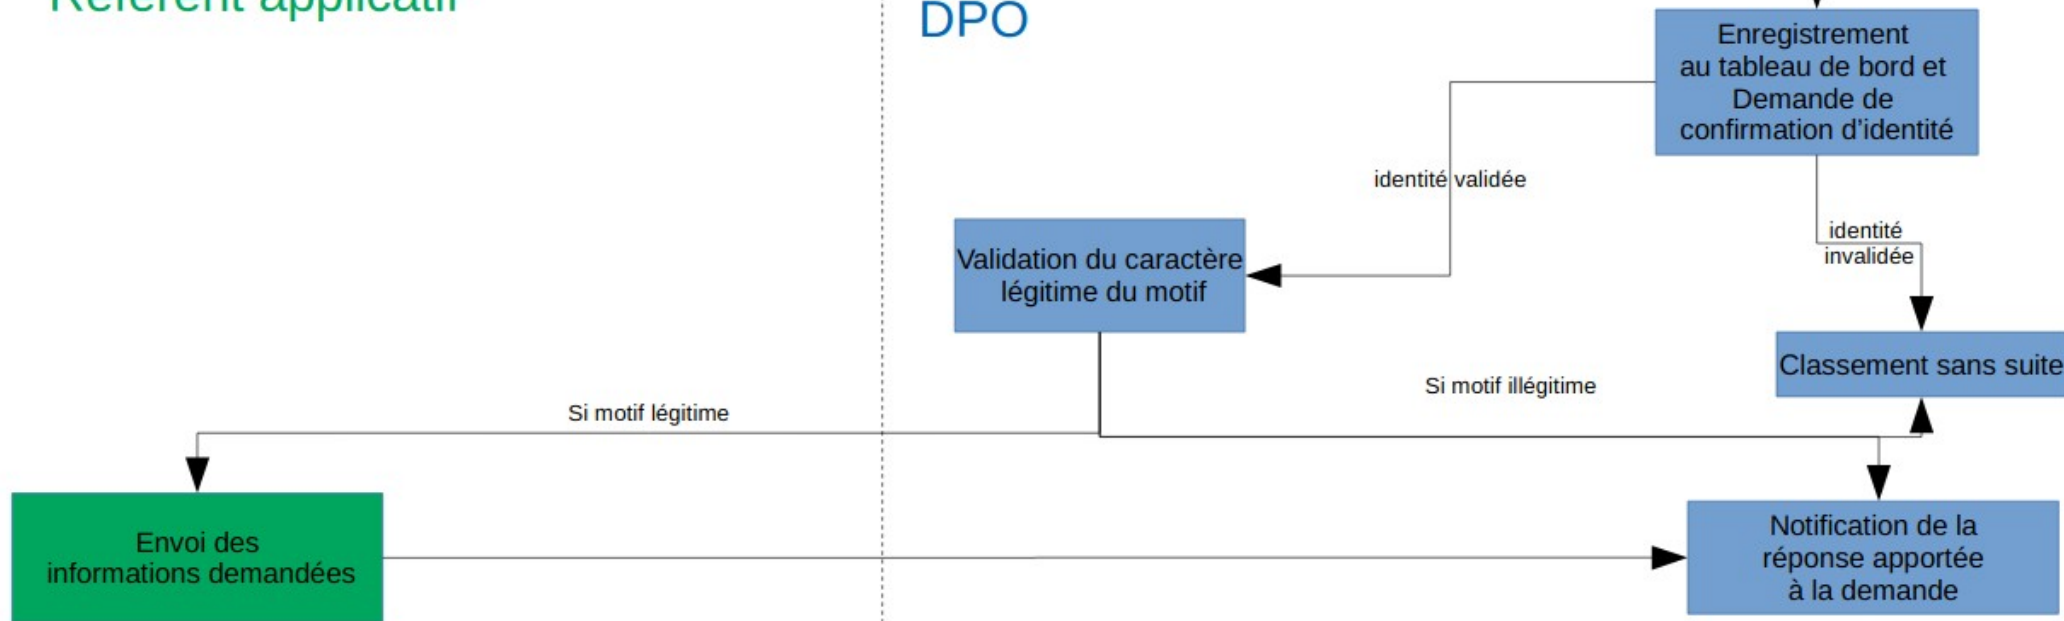 Référent applicatif
DPO
Enregistrement
au tableau de bord et
Demande de
confirmation d’identité
identité validée
identité
invalidée
Validation du caractère
légitime du motif
Classement sans suite
Si motif illégitime
Si motif légitime
Envoi des
informations demandées
Notification de la
réponse apportée
à la demande